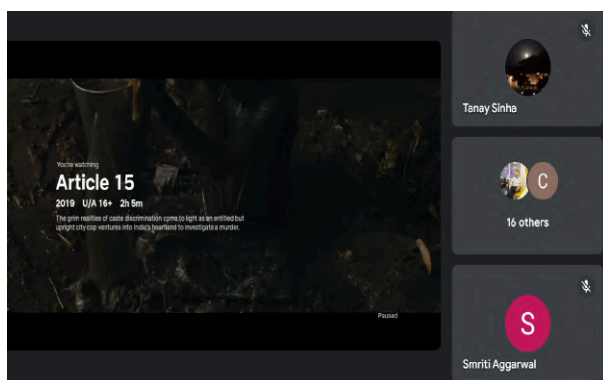 You're watching
Article 15
2019 U/A 16+ 2h 5m
The grim realities of caste discrimination come to light as an entitled but
upright city cop ventures into India's heartland to investigate a murder.
Paused
Tanay Sinha
C
16 others
S
Smriti Aggarwal